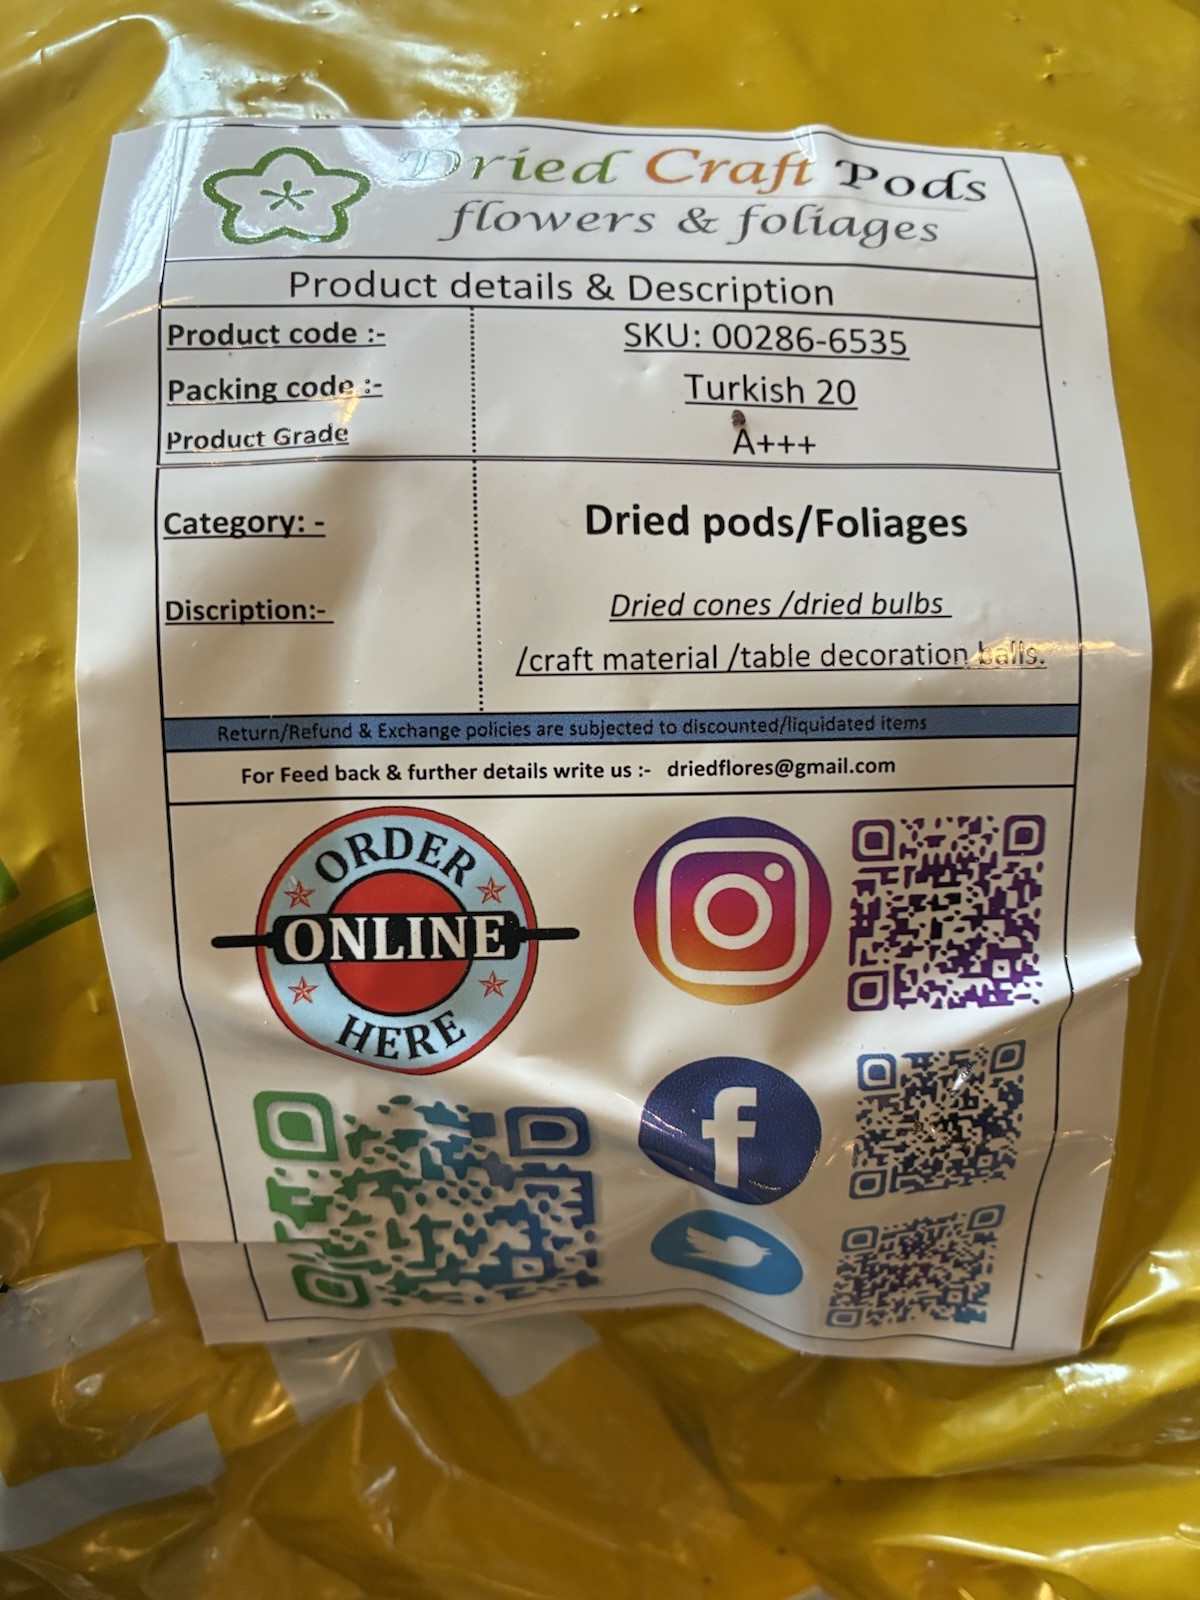 Dried Craft Pods
flowers & foliages
Product details & Description
Product code :- SKU: 00286-6535
Packing code :- Turkish 20
Product Grade A+++
Category: - Dried pods/Foliages
Discription:- Dried cones /dried bulbs
/craft material /table decoration balls.
Return/Refund & Exchange policies are subjected to discounted/liquidated items
For Feed back & further details write us :- driedflores@gmail.com
ORDER
ONLINE
HERE
f